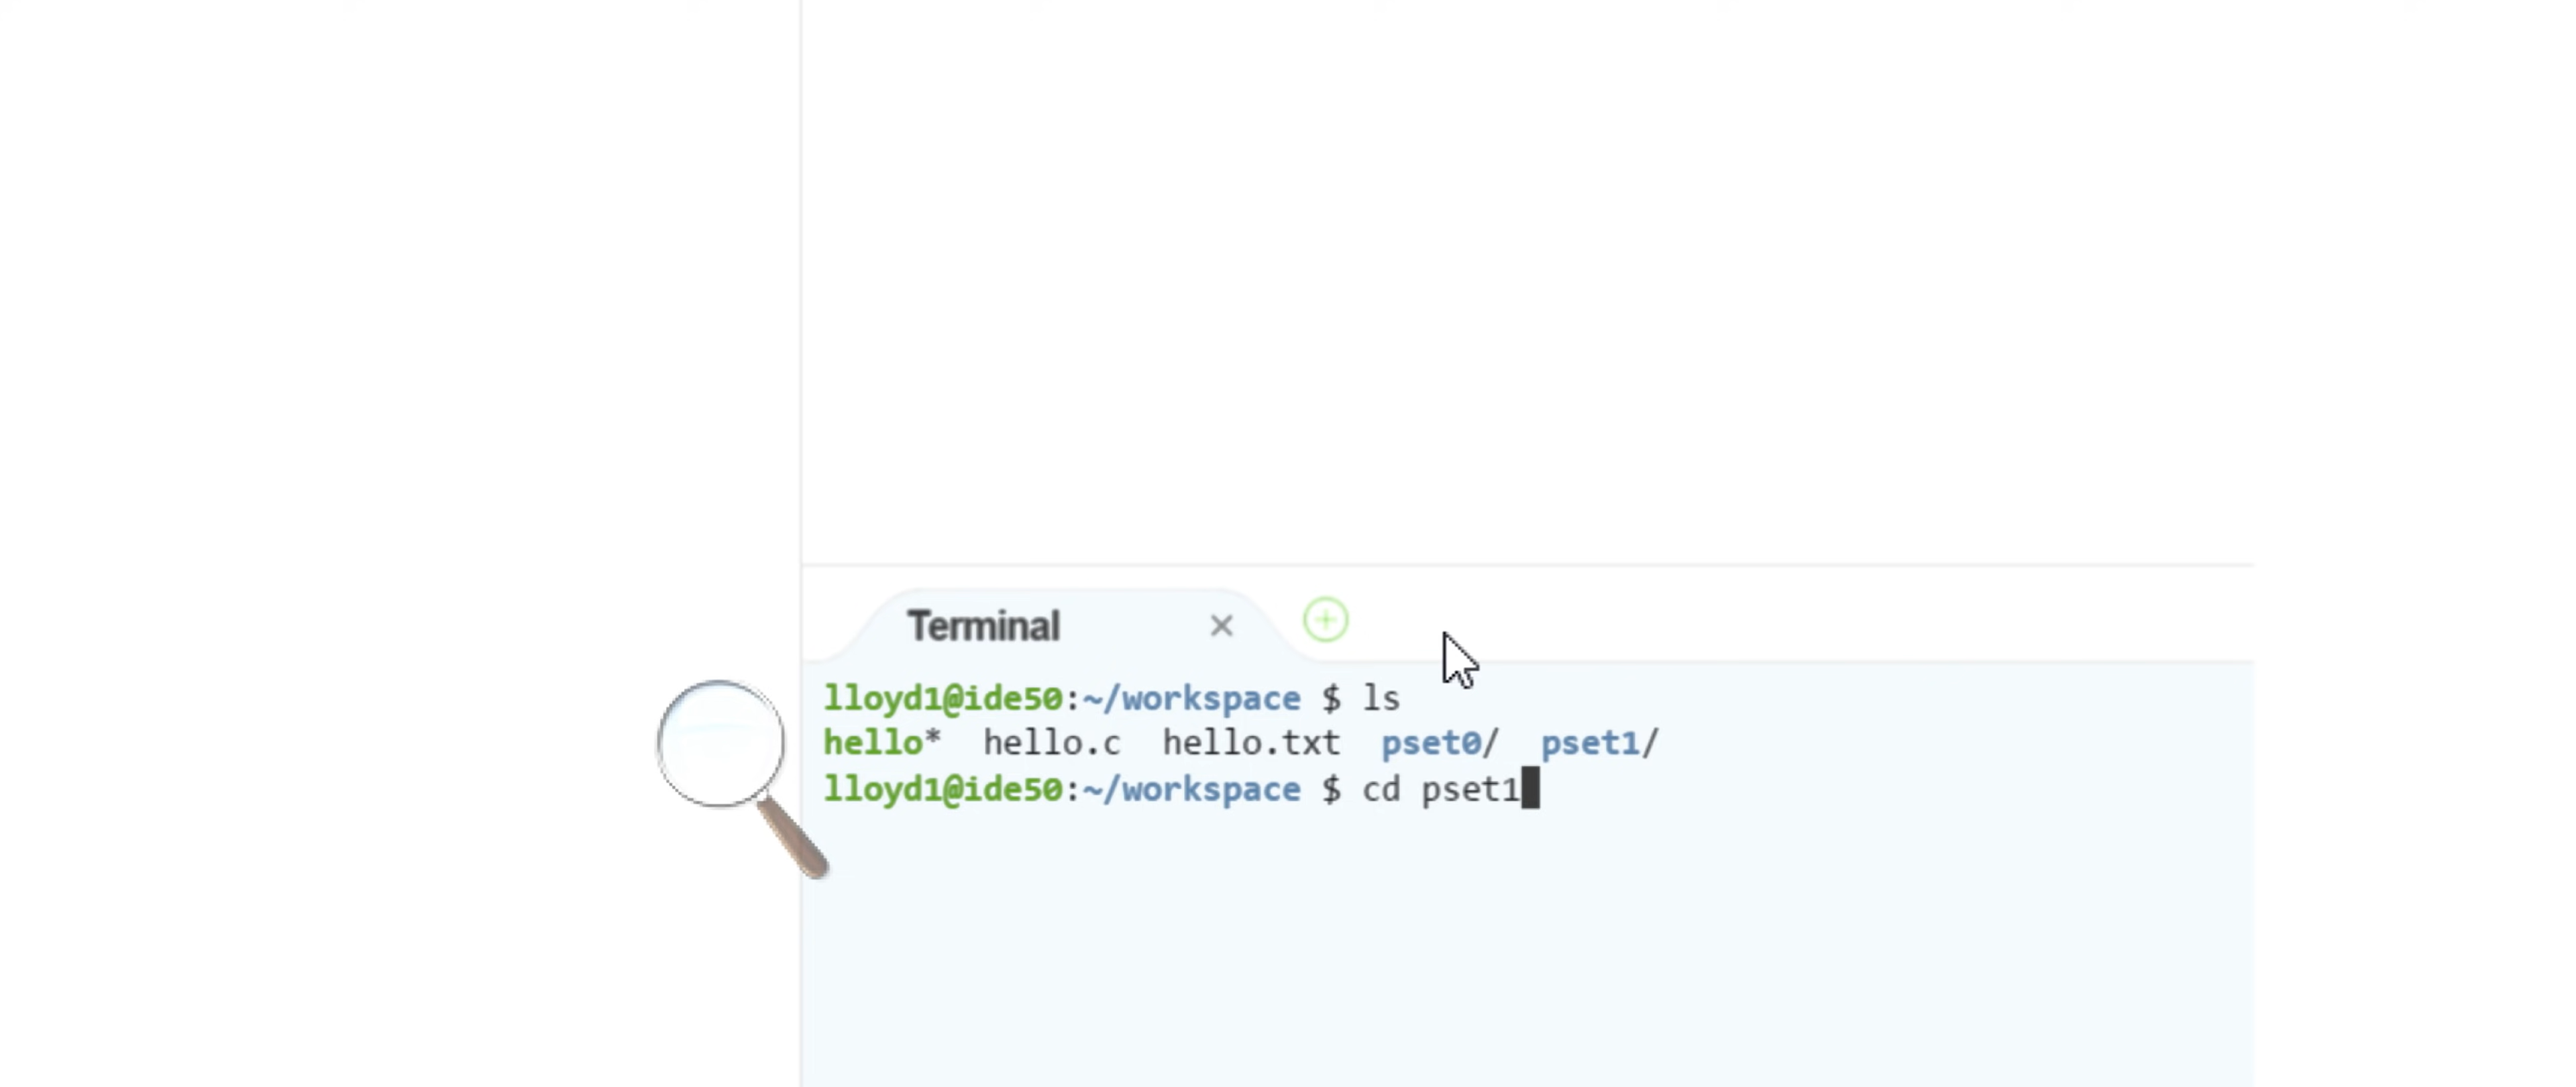 Terminal
lloyd1@ide50:~/workspace $ ls
hello*  hello.c  hello.txt  pset0/  pset1/
lloyd1@ide50:~/workspace $ cd pset1